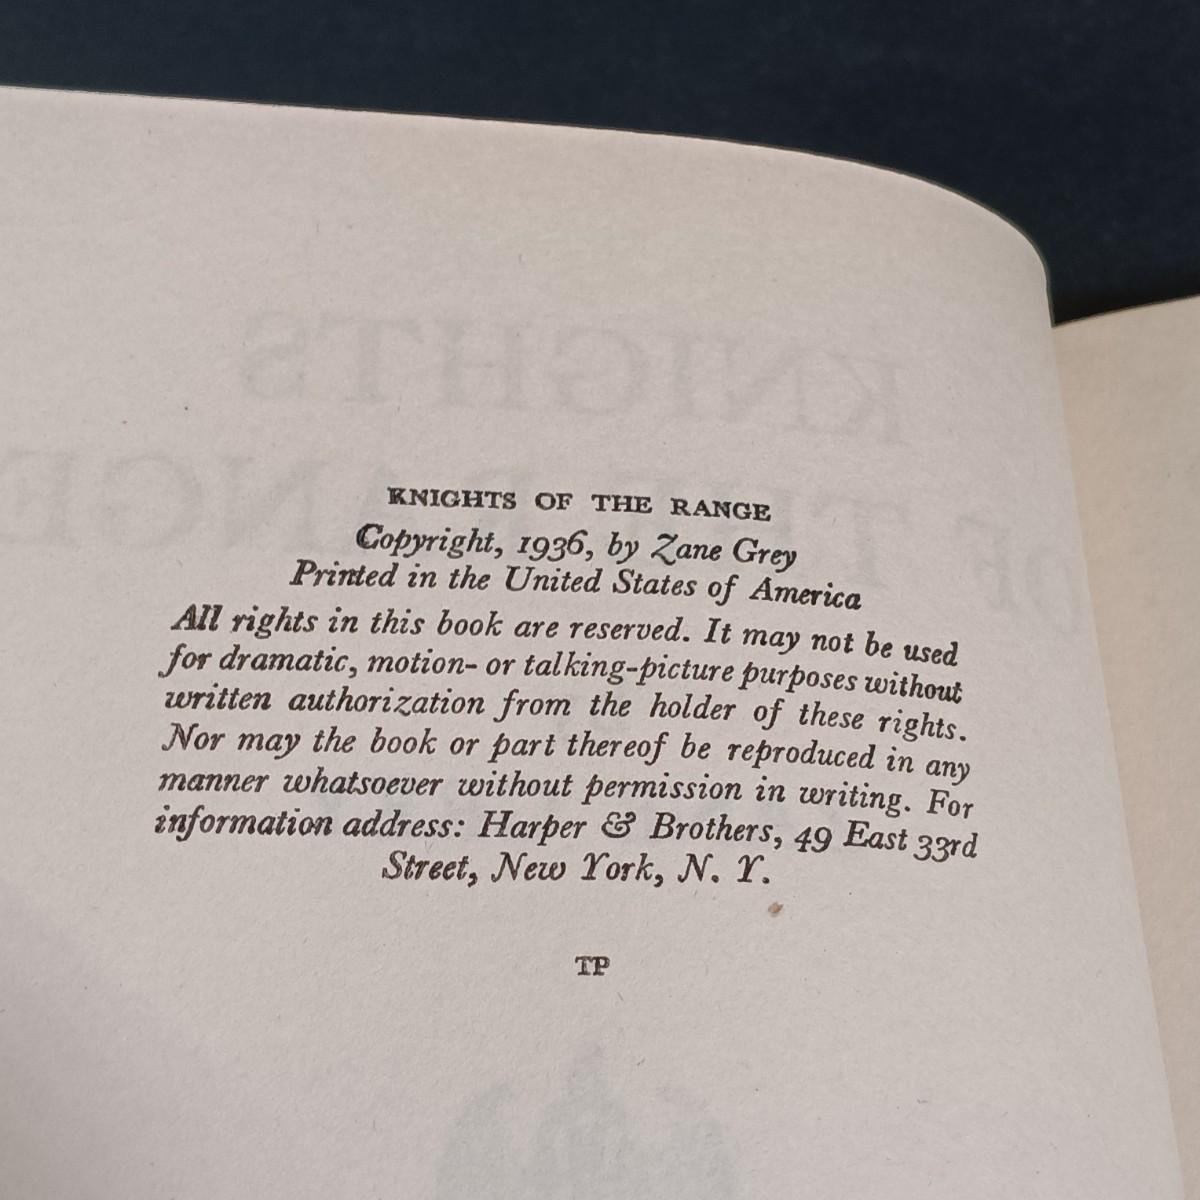 KNIGHTS OF THE RANGE
Copyright, 1936, by Zane Grey
Printed in the United States of America
All rights in this book are reserved. It may not be used
for dramatic, motion- or talking-picture purposes without
written authorization from the holder of these rights.
Nor may the book or part thereof be reproduced in any
manner whatsoever without permission in writing. For
information address: Harper & Brothers, 49 East 33rd
Street, New York, N. Y.
TP